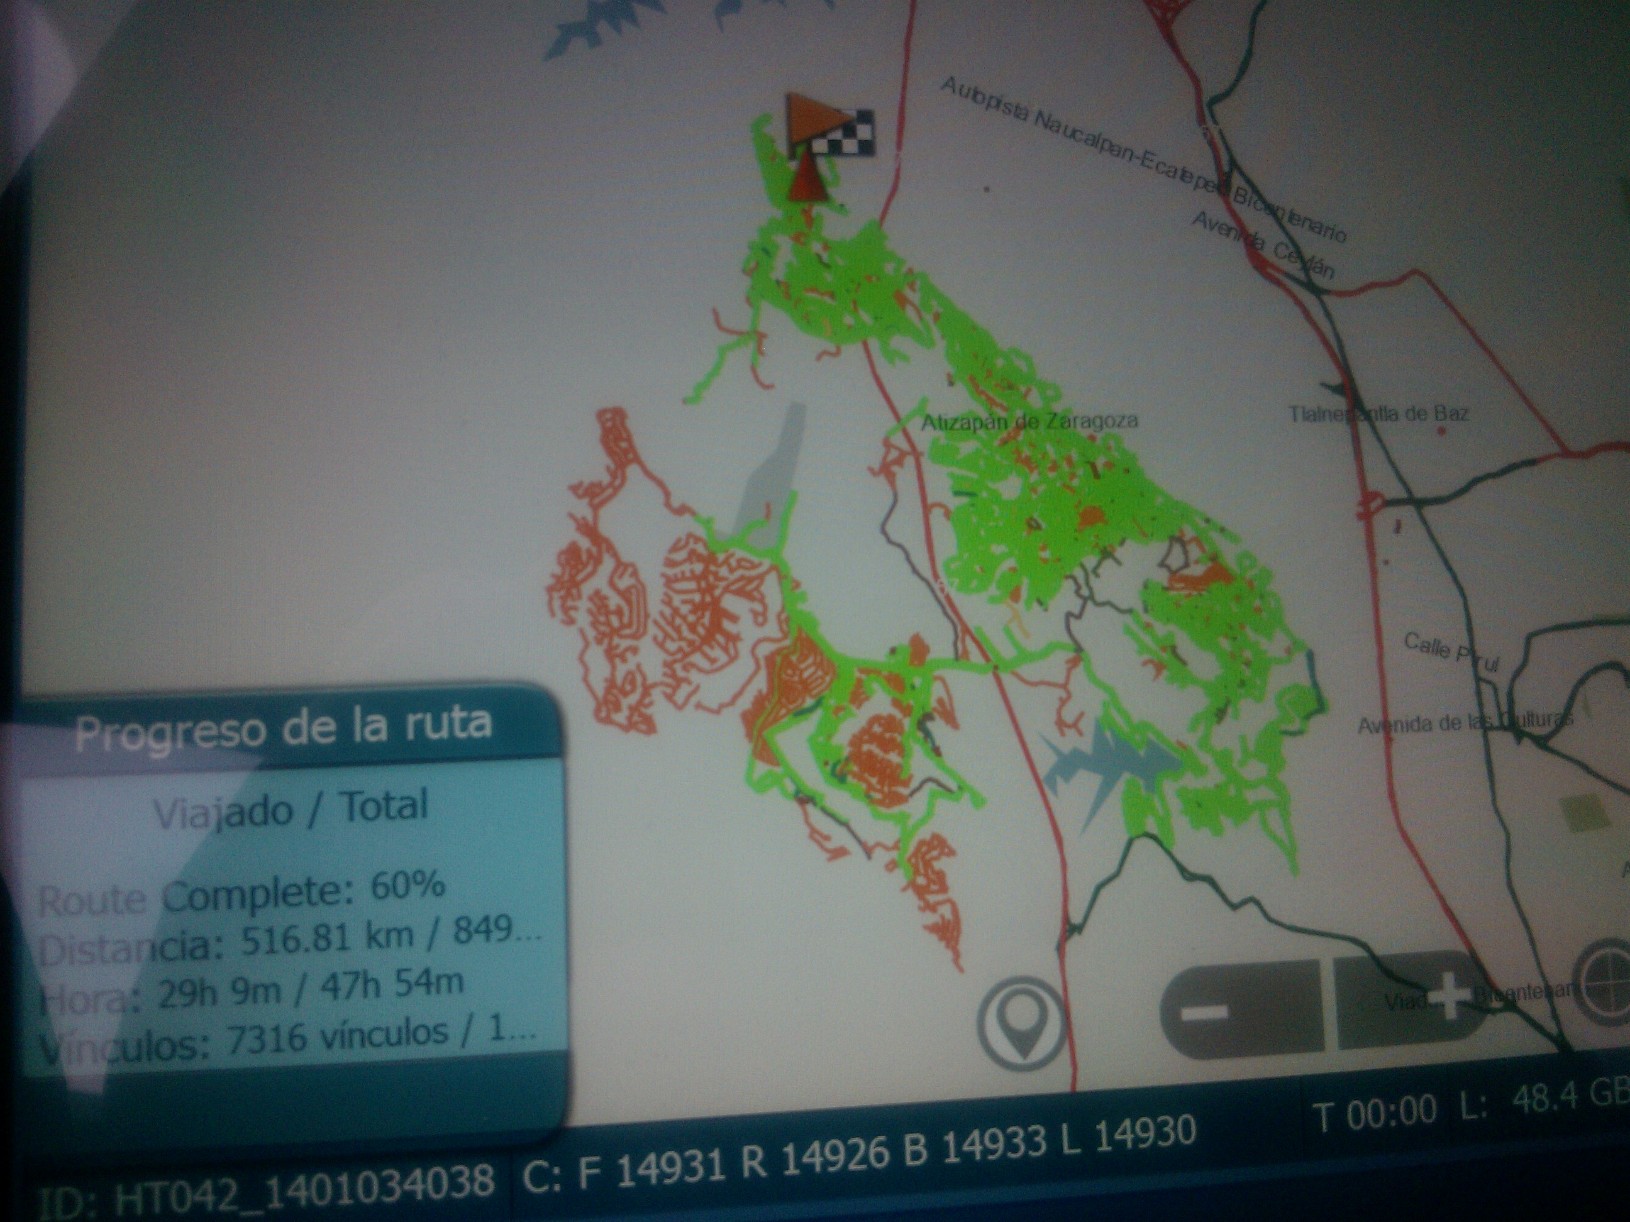 Autopista Naucalpan-Ecatepec Bicentenario
Avenida Ceylán
Atizapán de Zaragoza
Tlalnepantla de Baz
Calle Pirul
Avenida de las Culturas
Progreso de la ruta
Viajado / Total
Route Complete: 60%
Distancia: 516.81 km / 849...
Hora: 29h 9m / 47h 54m
Vínculos: 7316 vínculos / 1...
ID: HT042_1401034038 C: F 14931 R 14926 B 14933 L 14930 T 00:00 L: 48.4 GB